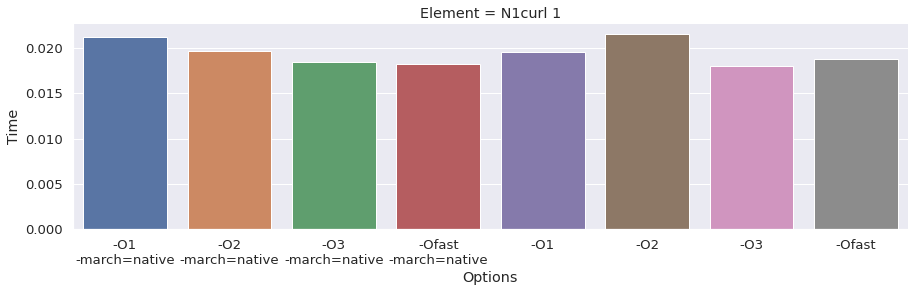 Element = N1curl 1
Time
0.020
0.015
0.010
0.005
0.000
-O1 -O2 -O3 -Ofast -O1 -O2 -O3 -Ofast
-march=native -march=native -march=native -march=native
Options